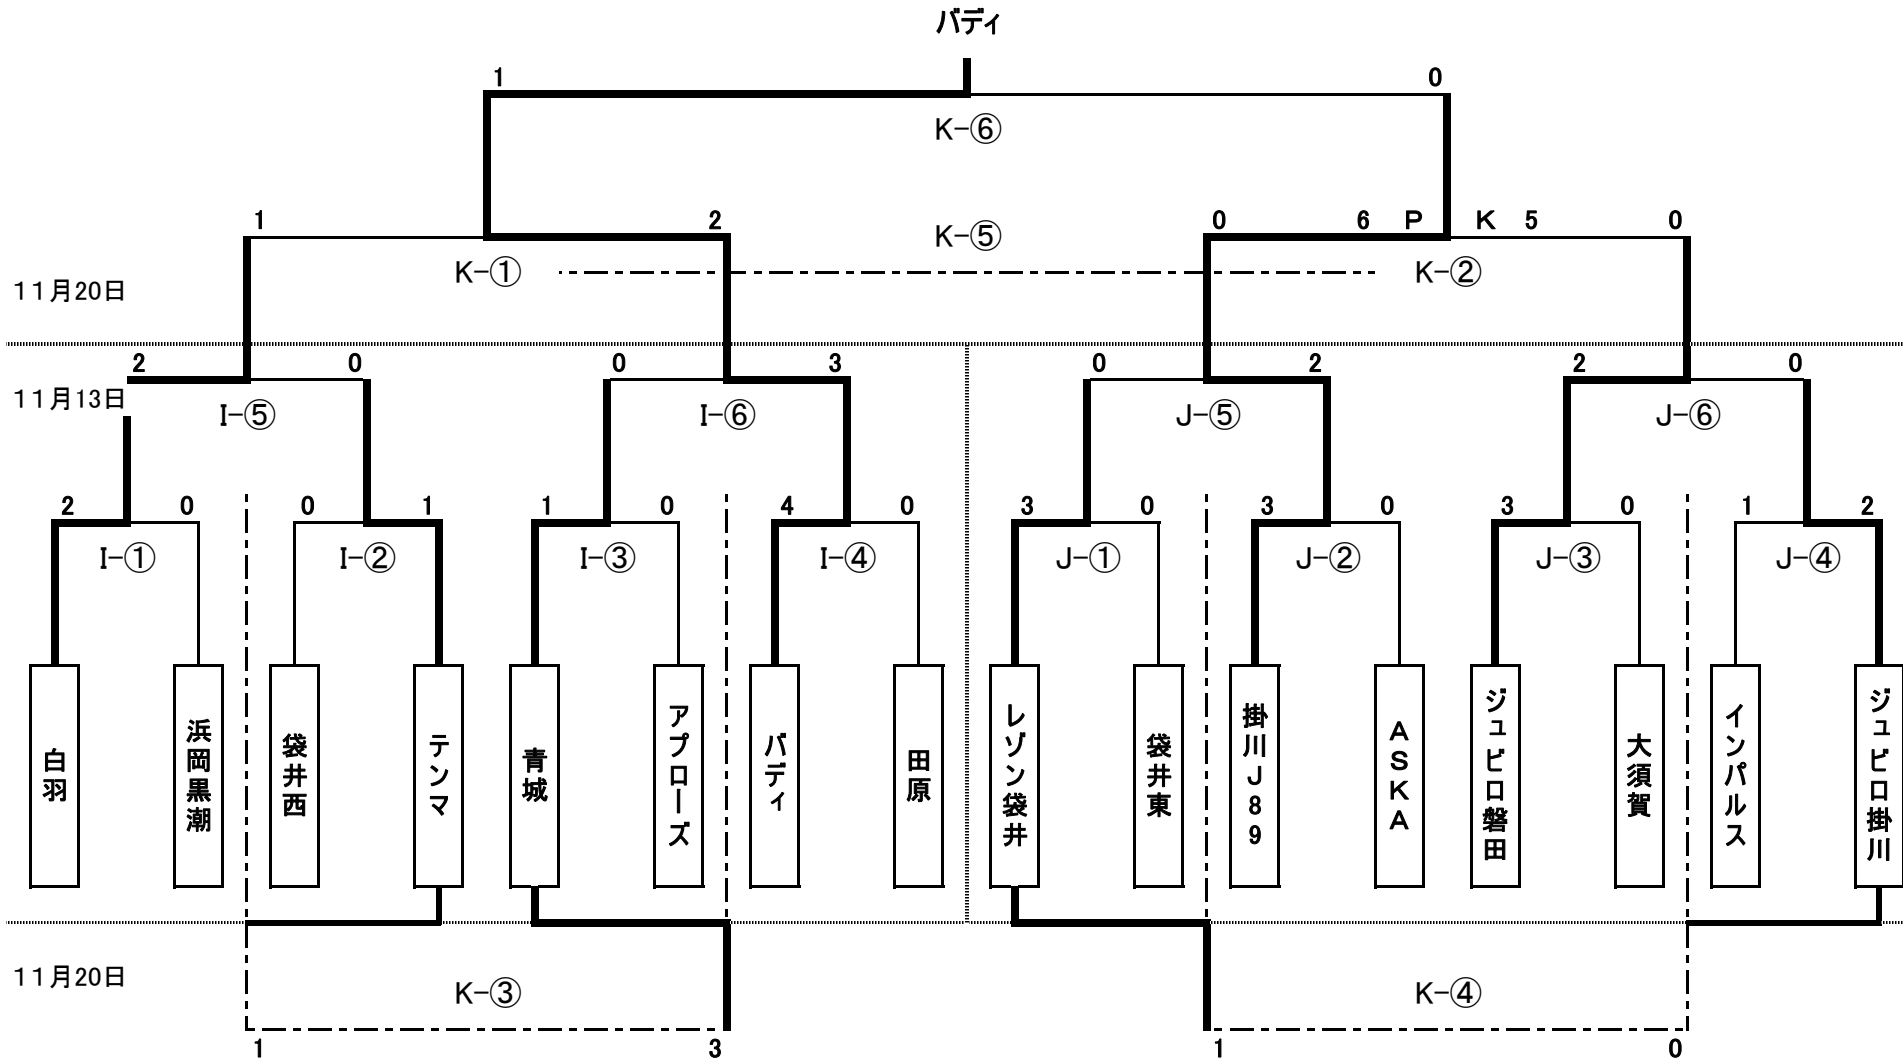 バディ
1 0
K-⑥
1 2 0 6 P K 5 0
K-⑤
K-① K-②
11月20日
2 0 0 3 0 2 2 0
11月13日
I-⑤ I-⑥ J-⑤ J-⑥
2 0 0 1 1 0 4 0 3 0 3 0 3 0 1 2
I-① I-② I-③ I-④ J-① J-② J-③ J-④
白羽
浜岡黒潮
袋井西
テンマ
青城
アプローズ
バディ
田原
レゾン袋井
袋井東
掛川J89
ASKA
ジュビロ磐田
大須賀
インパルス
ジュビロ掛川
11月20日
K-③ K-④
1 3 1 0